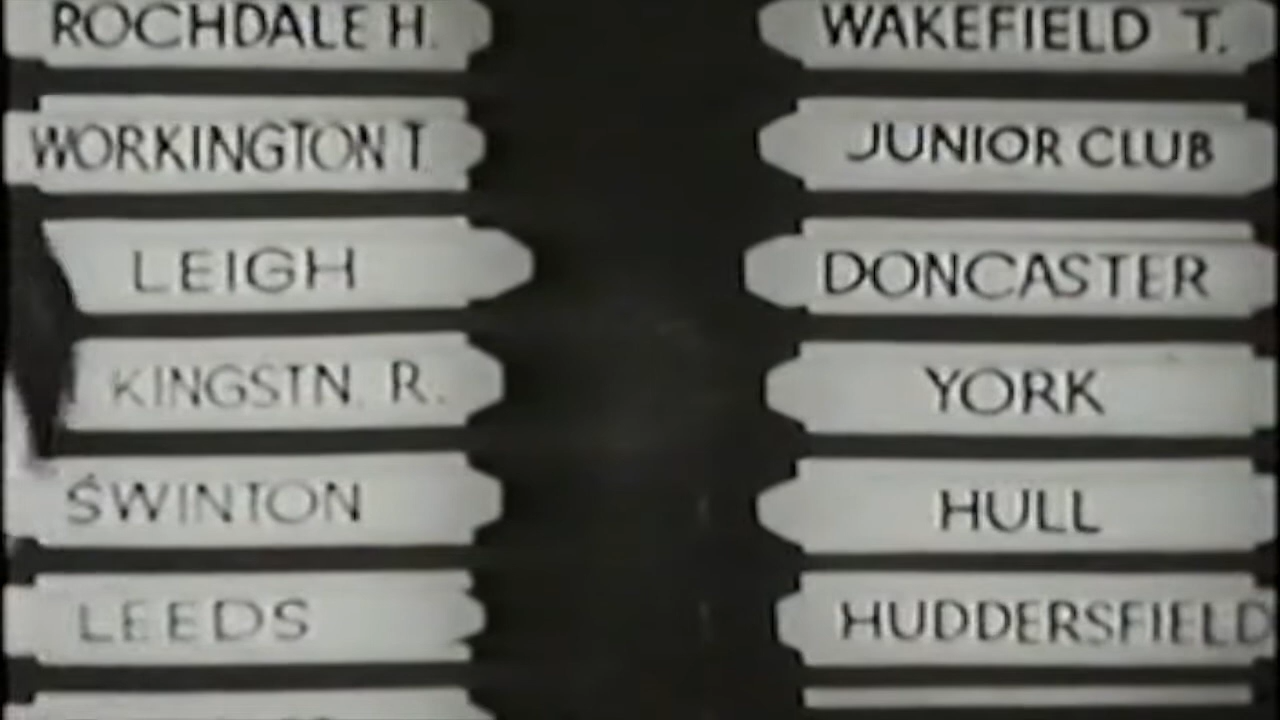 ROCHDALE H. WAKEFIELD T.
WORKINGTON T. JUNIOR CLUB
LEIGH DONCASTER
KINGSTN. R. YORK
SWINTON HULL
LEEDS HUDDERSFIELD